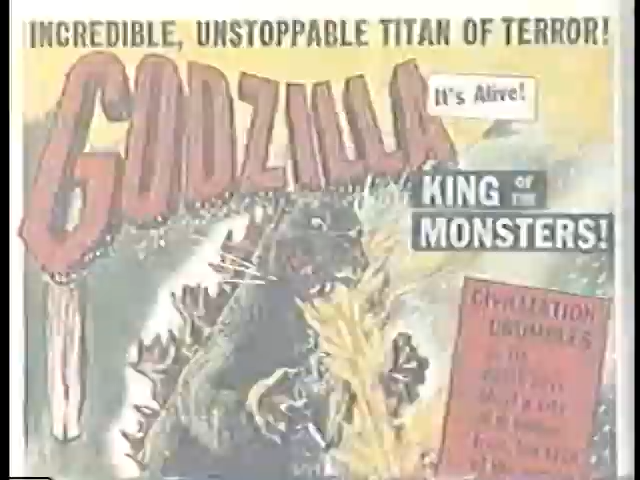 INCREDIBLE, UNSTOPPABLE TITAN OF TERROR!
GODZILLA
It's Alive!
KING OF THE
MONSTERS!
CIVILIZATION
CRUMBLES